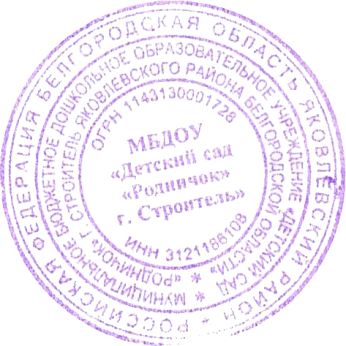 РОССИЙСКАЯ ФЕДЕРАЦИЯ БЕЛГОРОДСКАЯ ОБЛАСТЬ ЯКОВЛЕВСКИЙ РАЙОН
МУНИЦИПАЛЬНОЕ БЮДЖЕТНОЕ ДОШКОЛЬНОЕ ОБРАЗОВАТЕЛЬНОЕ УЧРЕЖДЕНИЕ «ДЕТСКИЙ САД
«РОДНИЧОК» Г. СТРОИТЕЛЬ ЯКОВЛЕВСКОГО РАЙОНА БЕЛГОРОДСКОЙ ОБЛАСТИ»
ОГРН 1143130001728
МБДОУ
«Детский сад
«Родничок»
г. Строитель»
ИНН